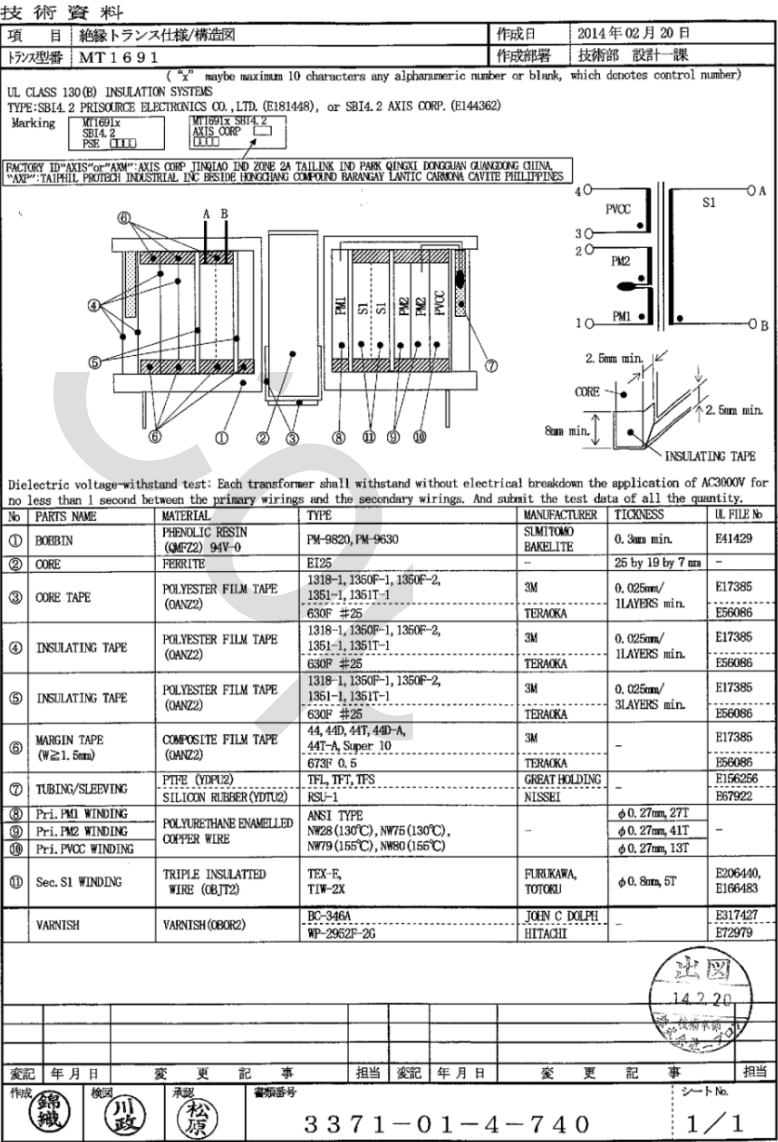 技術資料
項 目 絶縁トランス仕様/構造図 作成日 2014年02月20日
トランス型番 MT1691 作成部署 技術部 設計一課
( "x" maybe maximum 10 characters any alphanumeric number or blank, which denotes control number)
UL CLASS 130(B) INSULATION SYSTEMS
TYPE:SBI4.2 PRISOURCE ELECTRONICS CO.,LTD.(E181448), or SBI4.2 AXIS CORP.(E144362)
Marking
MT1691x
SBI4.2
PSE
MT1691x SBI4.2
AXIS CORP
FACTORY ID"AXIS"or"AXM":AXIS CORP JINQIAO IND ZONE 2A TAILINK IND PARK QINGXI DONGGUAN GUANGDONG CHINA,
"AXP":TAIPHIL PROTECH INDUSTRIAL INC BESIDE HONGCHANG COMPOUND BARANGAY LANTIC CARMONA CAVITE PHILIPPINES
⑥ A B
④
⑤
⑥ ① ② ③
PM1 S1 S1 PM2 PM2 PVCC
⑦
⑧ ⑪ ⑨ ⑩
4 PVCC S1 A
3
2 PM2
PM1
1 B
2.5mm min.
CORE
2.5mm min.
8mm min.
INSULATING TAPE
Dielectric voltage-withstand test: Each transformer shall withstand without electrical breakdown the application of AC3000V for
no less than 1 second between the primary wirings and the secondary wirings. And submit the test data of all the quantity.
No PARTS NAME MATERIAL TYPE MANUFACTURER TICKNESS UL FILE No
① BOBBIN PHENOLIC RESIN (QMFZ2) 94V-0 PM-9820,PM-9630 SUMITOMO BAKELITE 0.3mm min. E41429
② CORE FERRITE EI25 - 25 by 19 by 7 mm -
③ CORE TAPE POLYESTER FILM TAPE (OANZ2) 1318-1,1350F-1,1350F-2, 1351-1,1351T-1 3M 0.025mm/ 1LAYERS min. E17385
630F #25 TERAOKA E56086
④ INSULATING TAPE POLYESTER FILM TAPE (OANZ2) 1318-1,1350F-1,1350F-2, 1351-1,1351T-1 3M 0.025mm/ 1LAYERS min. E17385
630F #25 TERAOKA E56086
⑤ INSULATING TAPE POLYESTER FILM TAPE (OANZ2) 1318-1,1350F-1,1350F-2, 1351-1,1351T-1 3M 0.025mm/ 3LAYERS min. E17385
630F #25 TERAOKA E56086
⑥ MARGIN TAPE (W≧1.5mm) COMPOSITE FILM TAPE (OANZ2) 44,44D,44T,44D-A, 44T-A,Super 10 3M - E17385
673F 0.5 TERAOKA E56086
⑦ TUBING/SLEEVING PTFE (YDPU2) TFL,TFT,TFS GREAT HOLDING - E156256
SILICON RUBBER(YDTU2) RSU-1 NISSEI E67922
⑧ Pri.PM1 WINDING POLYURETHANE ENAMELLED COPPER WIRE ANSI TYPE - φ0.27mm,27T -
⑨ Pri.PM2 WINDING NW28(130℃),NW75(130℃), φ0.27mm,41T
⑩ Pri.PVCC WINDING NW79(155℃),NW80(155℃) φ0.27mm,13T
⑪ Sec.S1 WINDING TRIPLE INSULATTED WIRE (OBJT2) TEX-E, TIW-2X FURUKAWA, TOTOKU φ0.8mm,5T E206440, E166483
VARNISH VARNISH(OBOR2) BC-346A JOHN C DOLPH - E317427
WP-2952F-2G HITACHI E72979
出図
14.2.20
変記 年月日 変更記事 担当 変記 年月日 変更記事 担当
作成 錦織 検図 川政 承認 松原 書類番号 3371-01-4-740 シートNo. 1/1